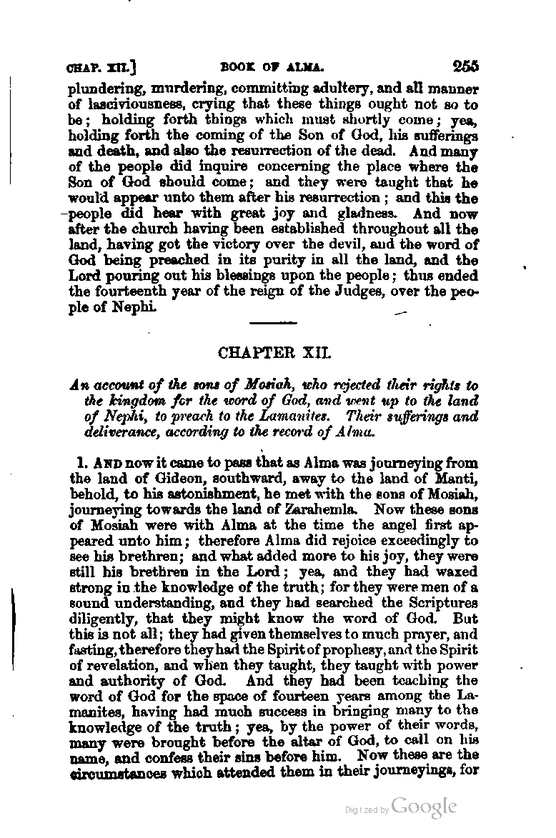 CHAP. XII.] BOOK OF ALMA. 255
plundering, murdering, committing adultery, and all manner
of lasciviousness, crying that these things ought not so to
be; holding forth things which must shortly come; yea,
holding forth the coming of the Son of God, his sufferings
and death, and also the resurrection of the dead. And many
of the people did inquire concerning the place where the
Son of God should come; and they were taught that he
would appear unto them after his resurrection; and this the
people did hear with great joy and gladness. And now
after the church having been established throughout all the
land, having got the victory over the devil, and the word of
God being preached in its purity in all the land, and the
Lord pouring out his blessings upon the people; thus ended
the fourteenth year of the reign of the Judges, over the peo-
ple of Nephi.
CHAPTER XII.
An account of the sons of Mosiah, who rejected their rights to
the kingdom for the word of God, and went up to the land
of Nephi, to preach to the Lamanites. Their sufferings and
deliverance, according to the record of Alma.
1. AND now it came to pass that as Alma was journeying from
the land of Gideon, southward, away to the land of Manti,
behold, to his astonishment, he met with the sons of Mosiah,
journeying towards the land of Zarahemla. Now these sons
of Mosiah were with Alma at the time the angel first ap-
peared unto him; therefore Alma did rejoice exceedingly to
see his brethren; and what added more to his joy, they were
still his brethren in the Lord; yea, and they had waxed
strong in the knowledge of the truth; for they were men of a
sound understanding, and they had searched the Scriptures
diligently, that they might know the word of God. But
this is not all; they had given themselves to much prayer, and
fasting, therefore they had the Spirit of prophesy, and the Spirit
of revelation, and when they taught, they taught with power
and authority of God. And they had been teaching the
word of God for the space of fourteen years among the La-
manites, having had much success in bringing many to the
knowledge of the truth; yea, by the power of their words,
many were brought before the altar of God, to call on his
name, and confess their sins before him. Now these are the
circumstances which attended them in their journeyings, for
Digitized by Google